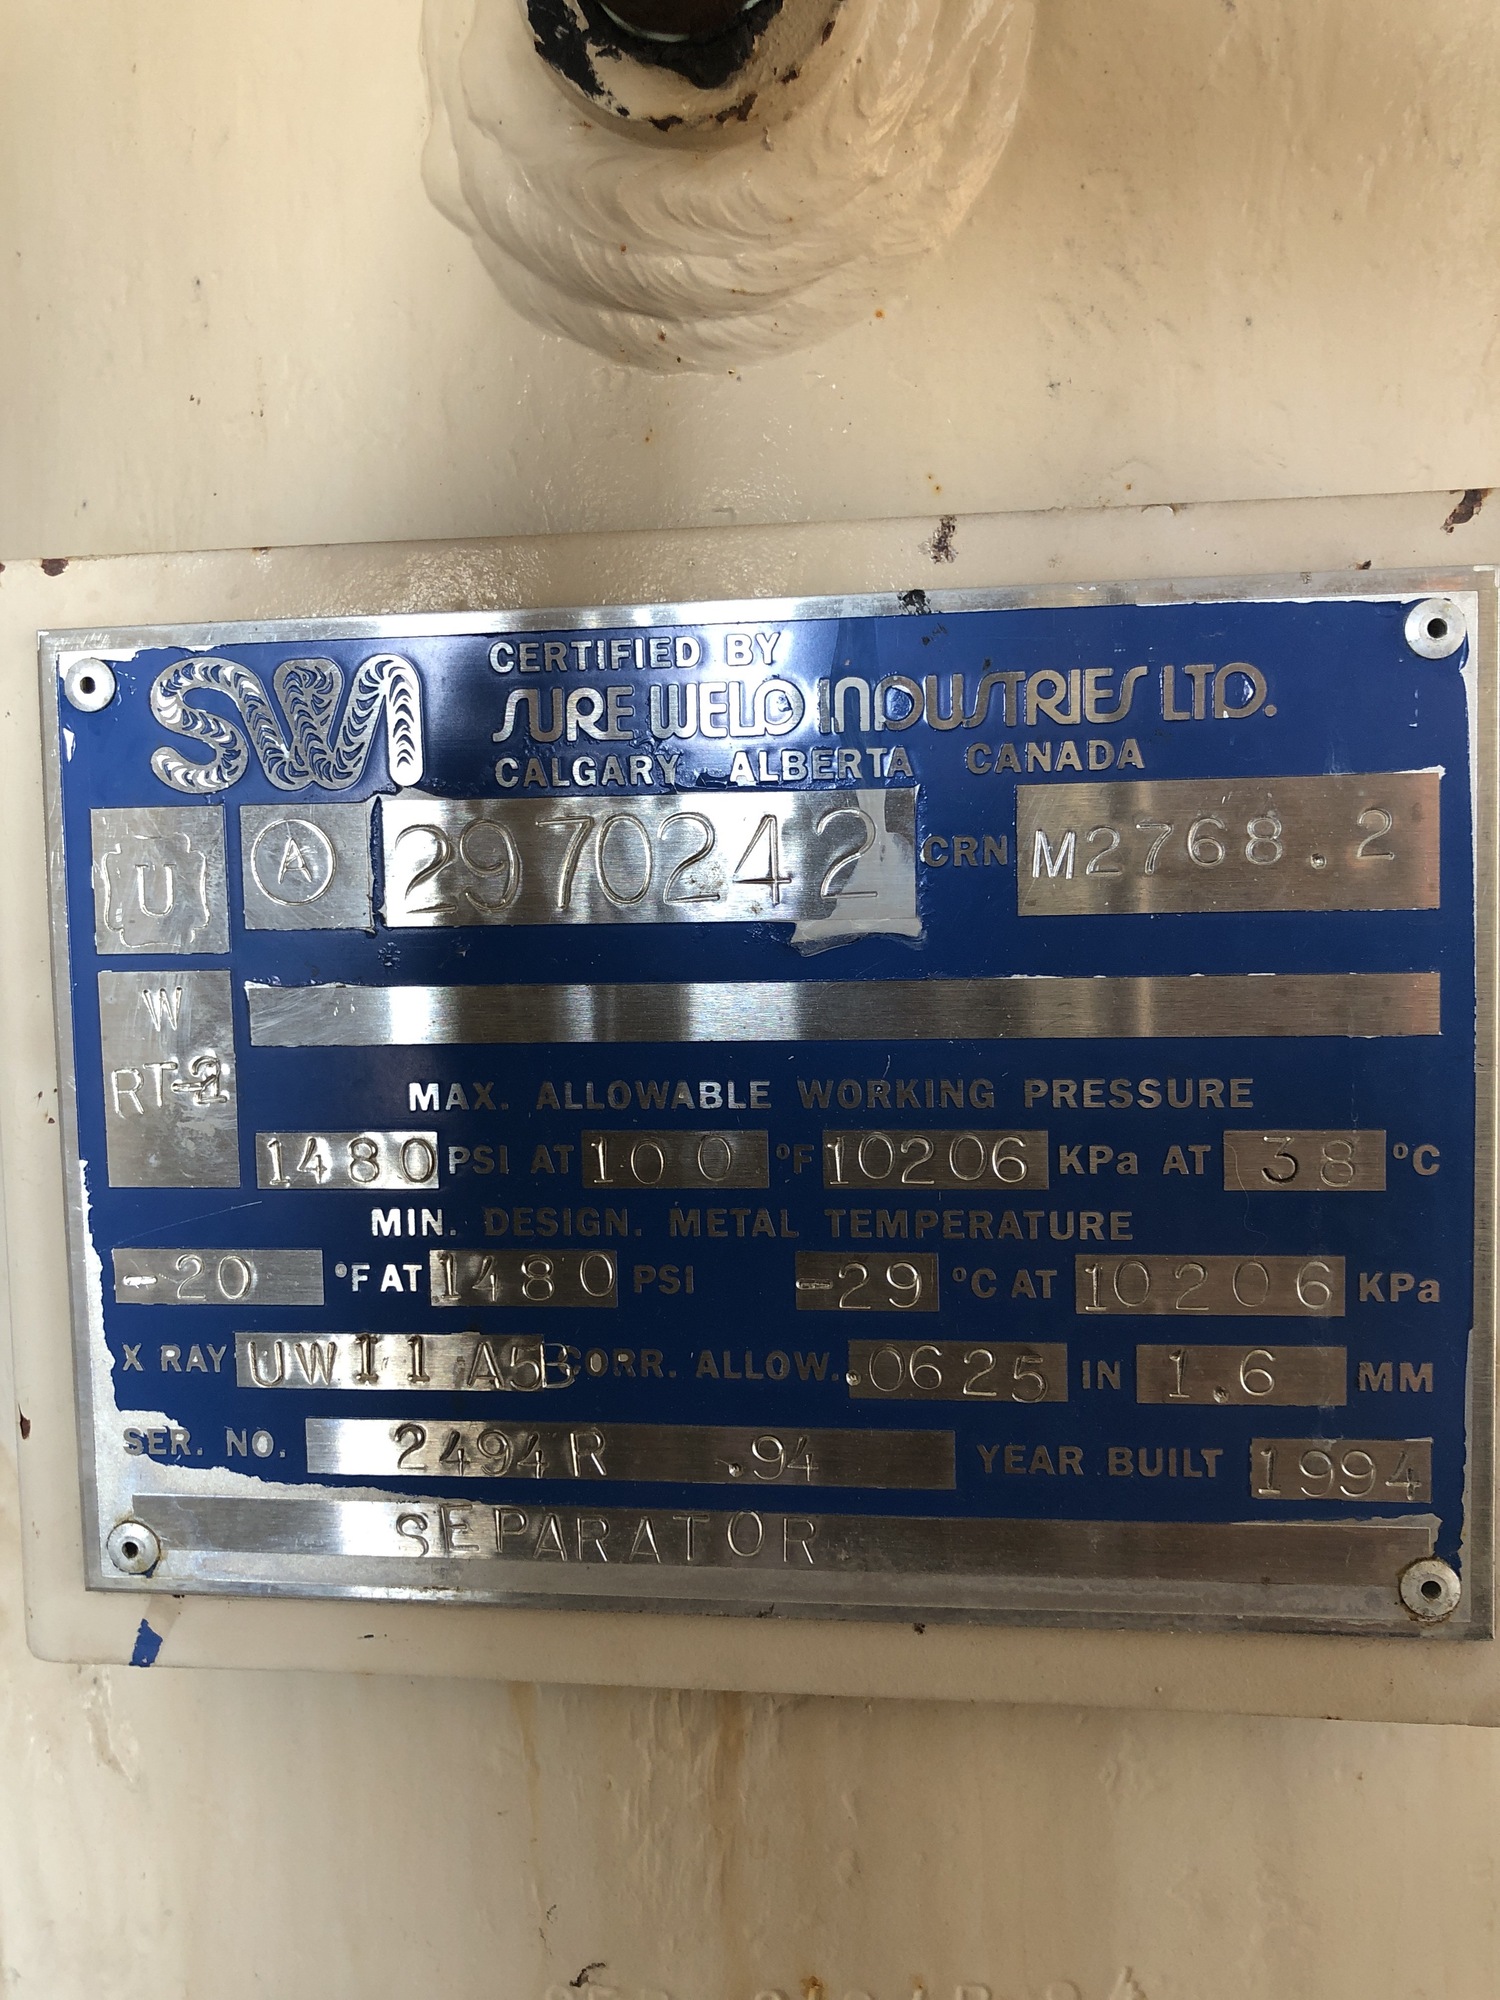 SWI
CERTIFIED BY
SURE WELD INDUSTRIES LTD.
CALGARY ALBERTA CANADA
U A 2970242 CRN M2768.2
W
RT-2
MAX. ALLOWABLE WORKING PRESSURE
1480 PSI AT 100 °F 10206 KPa AT 38 °C
MIN. DESIGN. METAL TEMPERATURE
-20 °F AT 1480 PSI -29 °C AT 10206 KPa
X RAY UW11 A5B CORR. ALLOW. .0625 IN 1.6 MM
SER. NO. 2494R .94 YEAR BUILT 1994
SEPARATOR